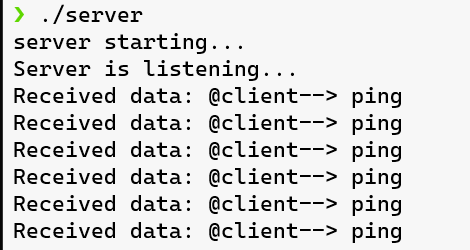 ❯ ./server
server starting...
Server is listening...
Received data: @client--> ping
Received data: @client--> ping
Received data: @client--> ping
Received data: @client--> ping
Received data: @client--> ping
Received data: @client--> ping